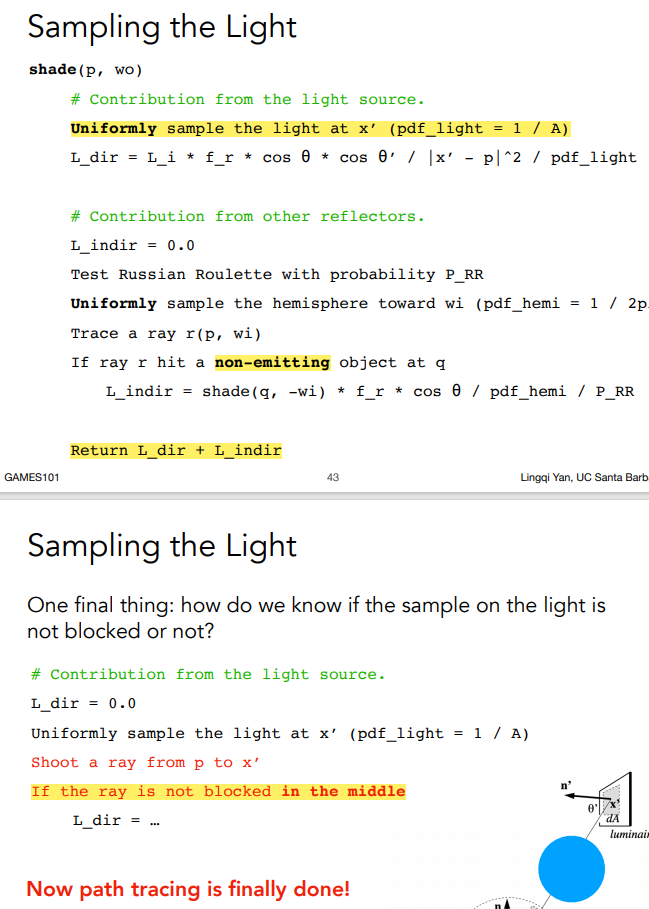 Sampling the Light
shade(p, wo)
# Contribution from the light source.
Uniformly sample the light at x′ (pdf_light = 1 / A)
L_dir = L_i * f_r * cos θ * cos θ′ / |x′ - p|^2 / pdf_light
# Contribution from other reflectors.
L_indir = 0.0
Test Russian Roulette with probability P_RR
Uniformly sample the hemisphere toward wi (pdf_hemi = 1 / 2p
Trace a ray r(p, wi)
If ray r hit a non-emitting object at q
L_indir = shade(q, -wi) * f_r * cos θ / pdf_hemi / P_RR
Return L_dir + L_indir
GAMES101
43
Lingqi Yan, UC Santa Barb
Sampling the Light
One final thing: how do we know if the sample on the light is
not blocked or not?
# Contribution from the light source.
L_dir = 0.0
Uniformly sample the light at x′ (pdf_light = 1 / A)
Shoot a ray from p to x′
If the ray is not blocked in the middle
L_dir = …
n'
θ' x'
dA
luminai
Now path tracing is finally done!
n